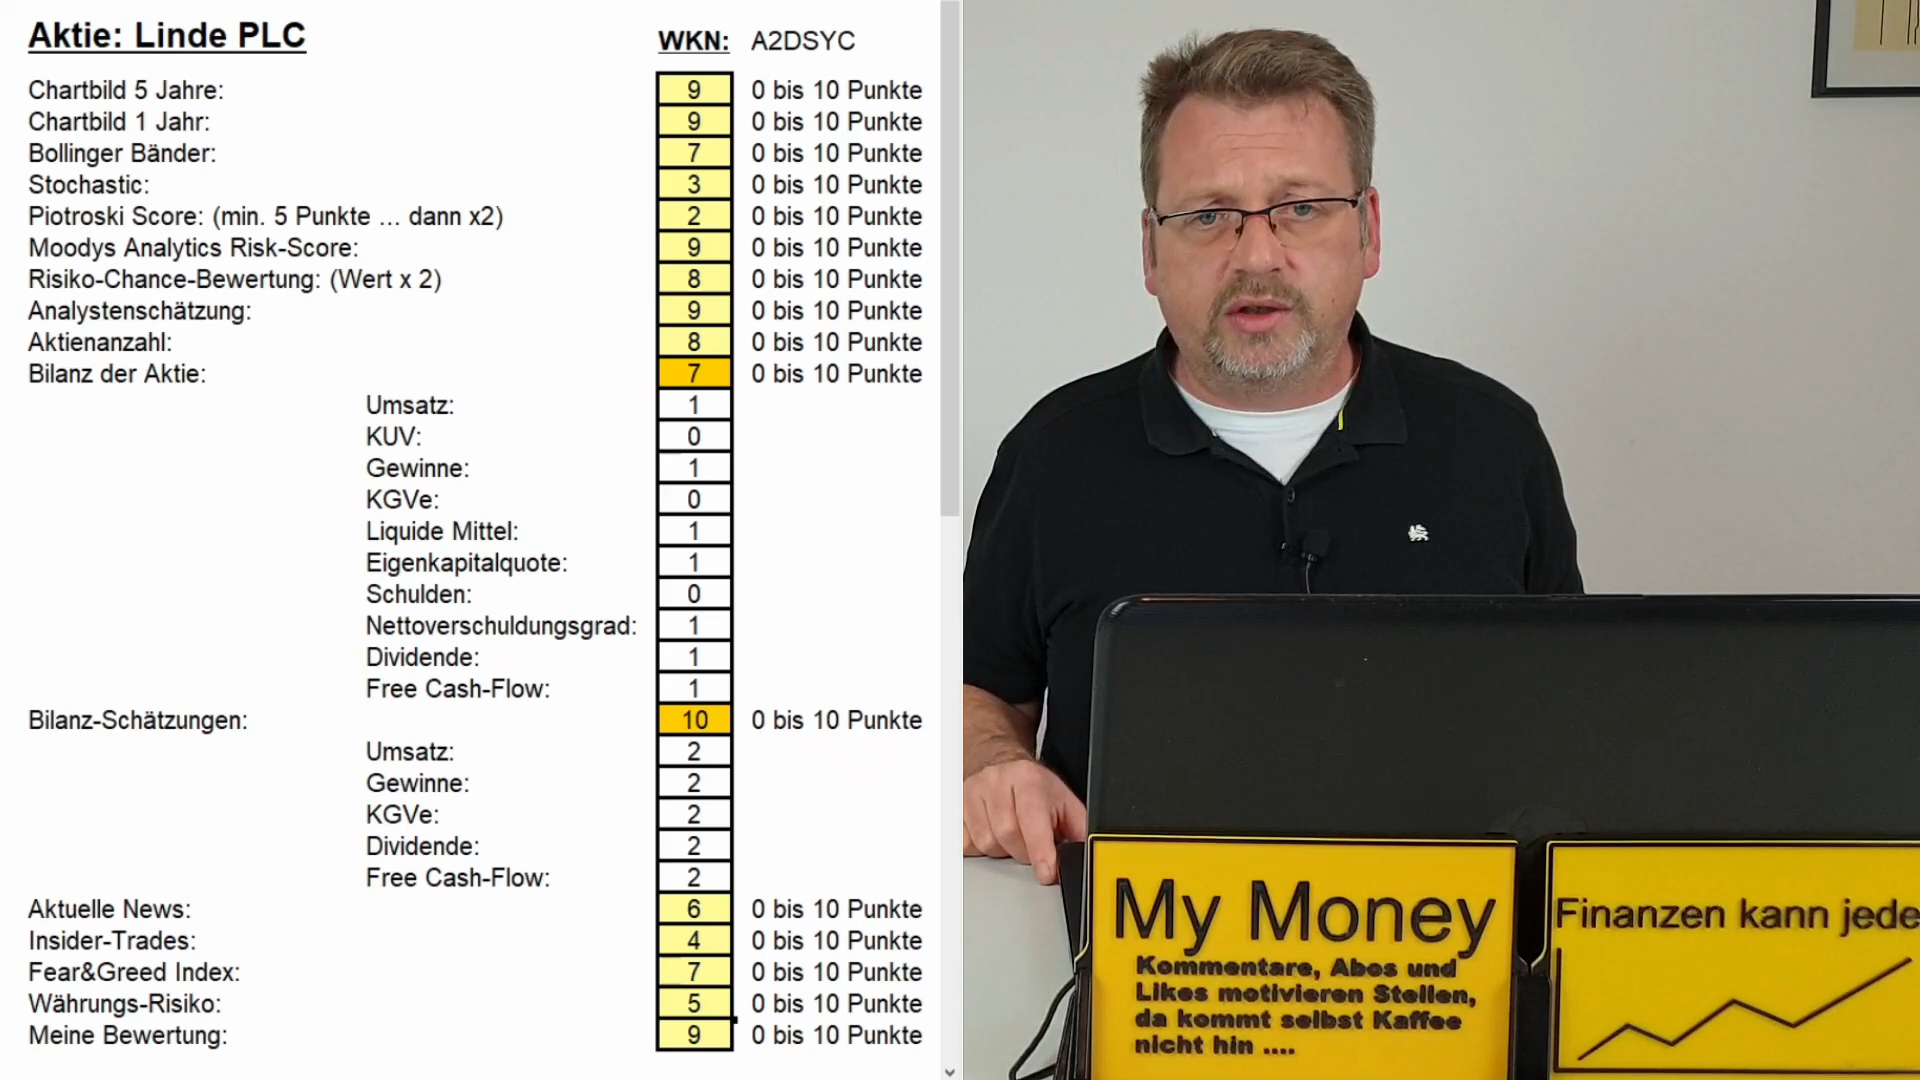 Aktie: Linde PLC WKN: A2DSYC
Chartbild 5 Jahre: 9 0 bis 10 Punkte
Chartbild 1 Jahr: 9 0 bis 10 Punkte
Bollinger Bänder: 7 0 bis 10 Punkte
Stochastic: 3 0 bis 10 Punkte
Piotroski Score: (min. 5 Punkte ... dann x2) 2 0 bis 10 Punkte
Moodys Analytics Risk-Score: 9 0 bis 10 Punkte
Risiko-Chance-Bewertung: (Wert x 2) 8 0 bis 10 Punkte
Analystenschätzung: 9 0 bis 10 Punkte
Aktienanzahl: 8 0 bis 10 Punkte
Bilanz der Aktie: 7 0 bis 10 Punkte
Umsatz: 1
KUV: 0
Gewinne: 1
KGVe: 0
Liquide Mittel: 1
Eigenkapitalquote: 1
Schulden: 0
Nettoverschuldungsgrad: 1
Dividende: 1
Free Cash-Flow: 1
Bilanz-Schätzungen: 10 0 bis 10 Punkte
Umsatz: 2
Gewinne: 2
KGVe: 2
Dividende: 2
Free Cash-Flow: 2
Aktuelle News: 6 0 bis 10 Punkte
Insider-Trades: 4 0 bis 10 Punkte
Fear&Greed Index: 7 0 bis 10 Punkte
Währungs-Risiko: 5 0 bis 10 Punkte
Meine Bewertung: 9 0 bis 10 Punkte
My Money
Kommentare, Abos und
Likes motivieren Stellen,
da kommt selbst Kaffee
nicht hin ....
Finanzen kann jede